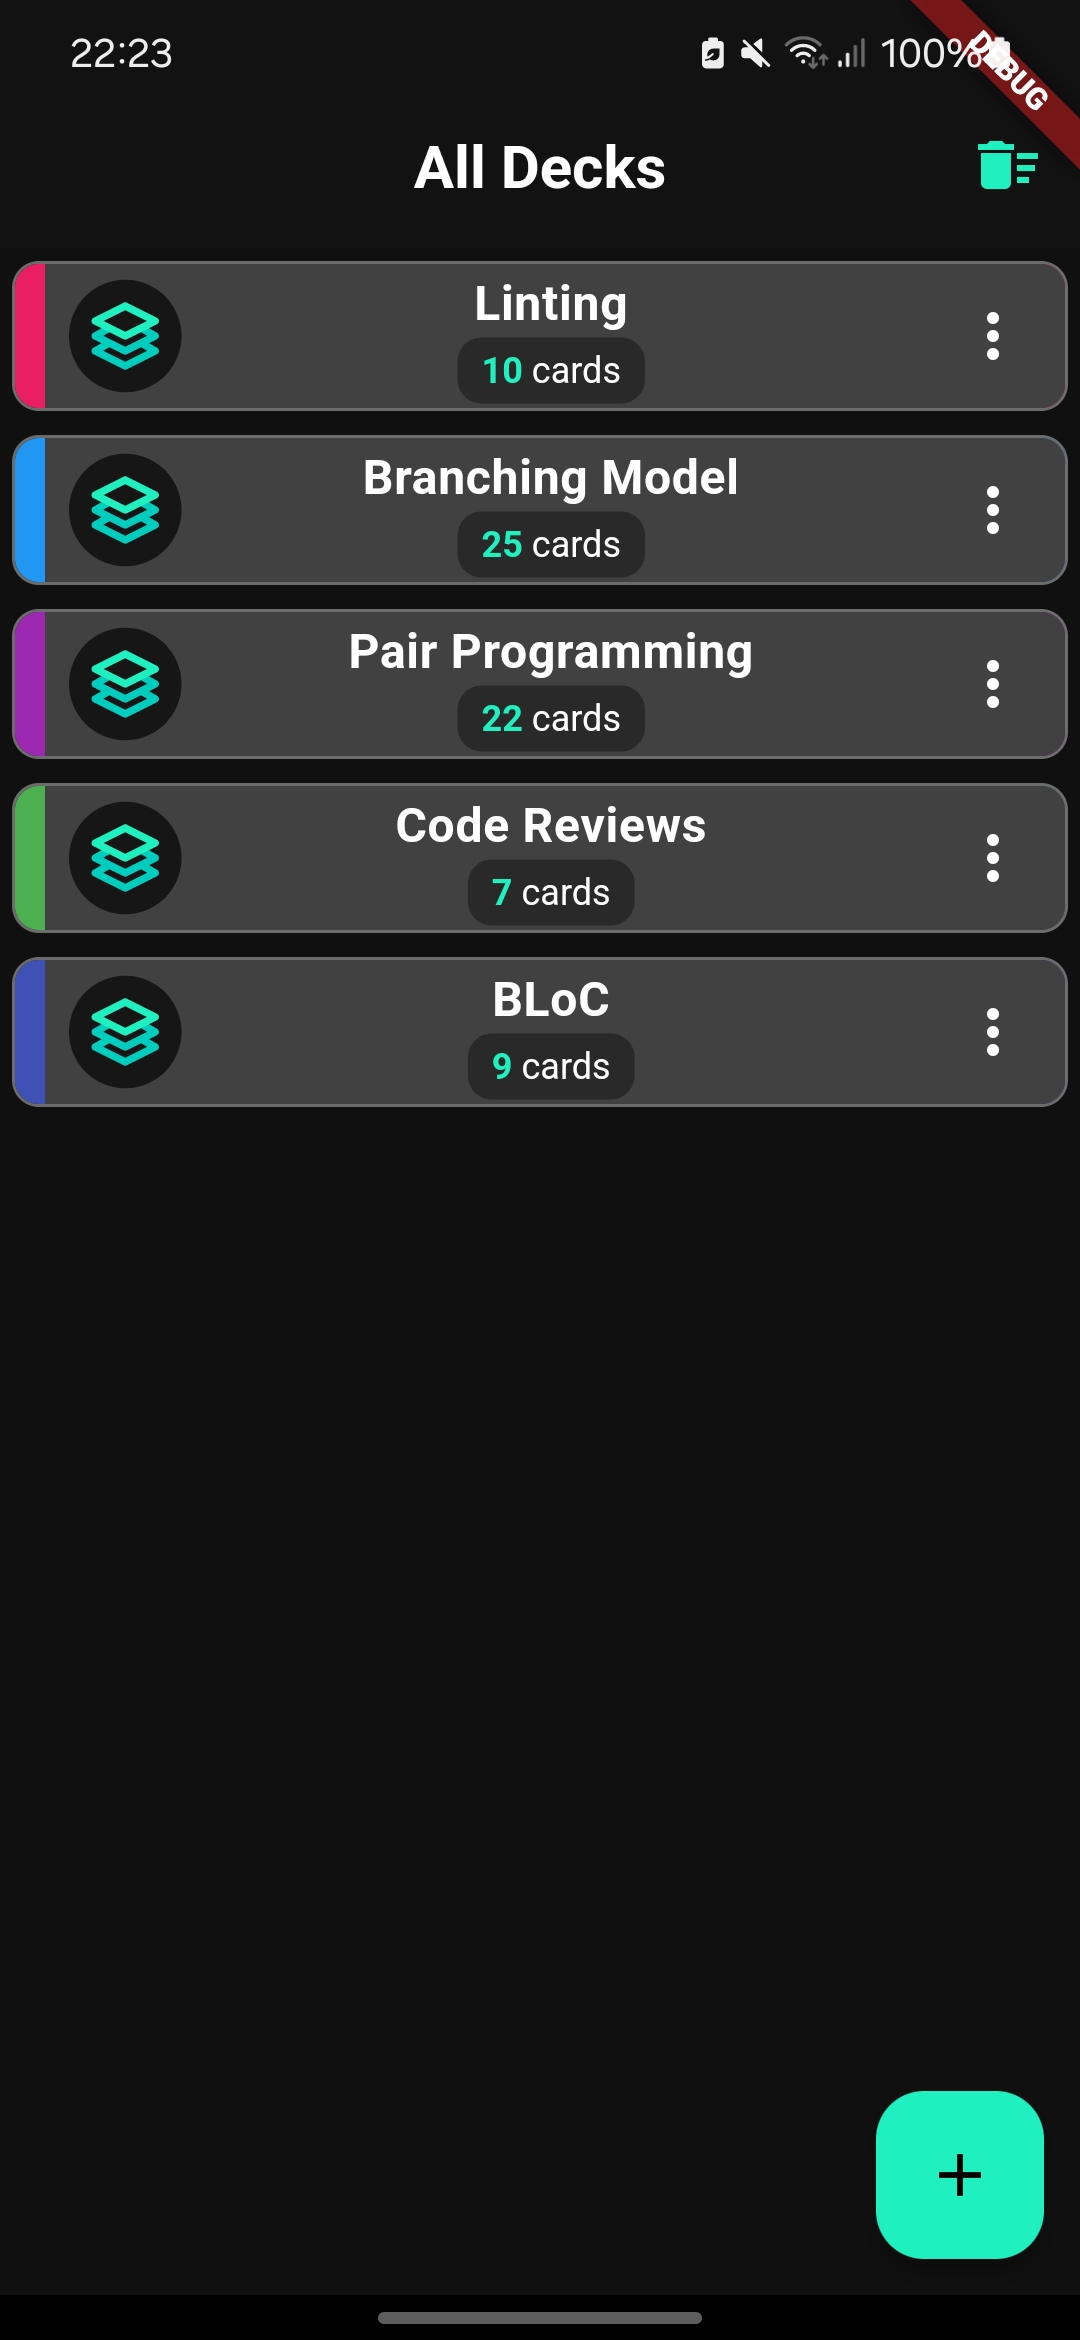 22:23
100%
DEBUG
All Decks
Linting
10 cards
Branching Model
25 cards
Pair Programming
22 cards
Code Reviews
7 cards
BLoC
9 cards